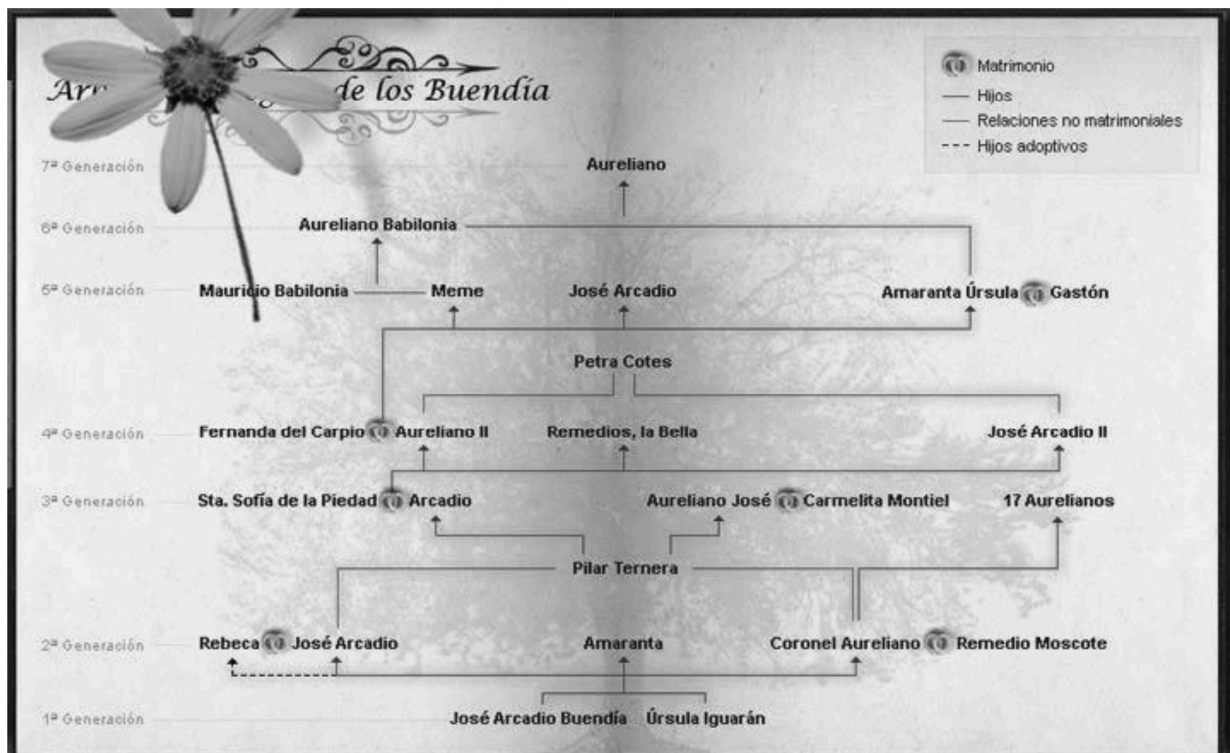 de los Buendía
Matrimonio
Hijos
Relaciones no matrimoniales
Hijos adoptivos
7ª Generación Aureliano
6ª Generación Aureliano Babilonia
5ª Generación Mauricio Babilonia Meme José Arcadio Amaranta Úrsula Gastón
Petra Cotes
4ª Generación Fernanda del Carpio Aureliano II Remedios, la Bella José Arcadio II
3ª Generación Sta. Sofía de la Piedad Arcadio Aureliano José Carmelita Montiel 17 Aurelianos
Pilar Ternera
2ª Generación Rebeca José Arcadio Amaranta Coronel Aureliano Remedio Moscote
1ª Generación José Arcadio Buendía Úrsula Iguarán